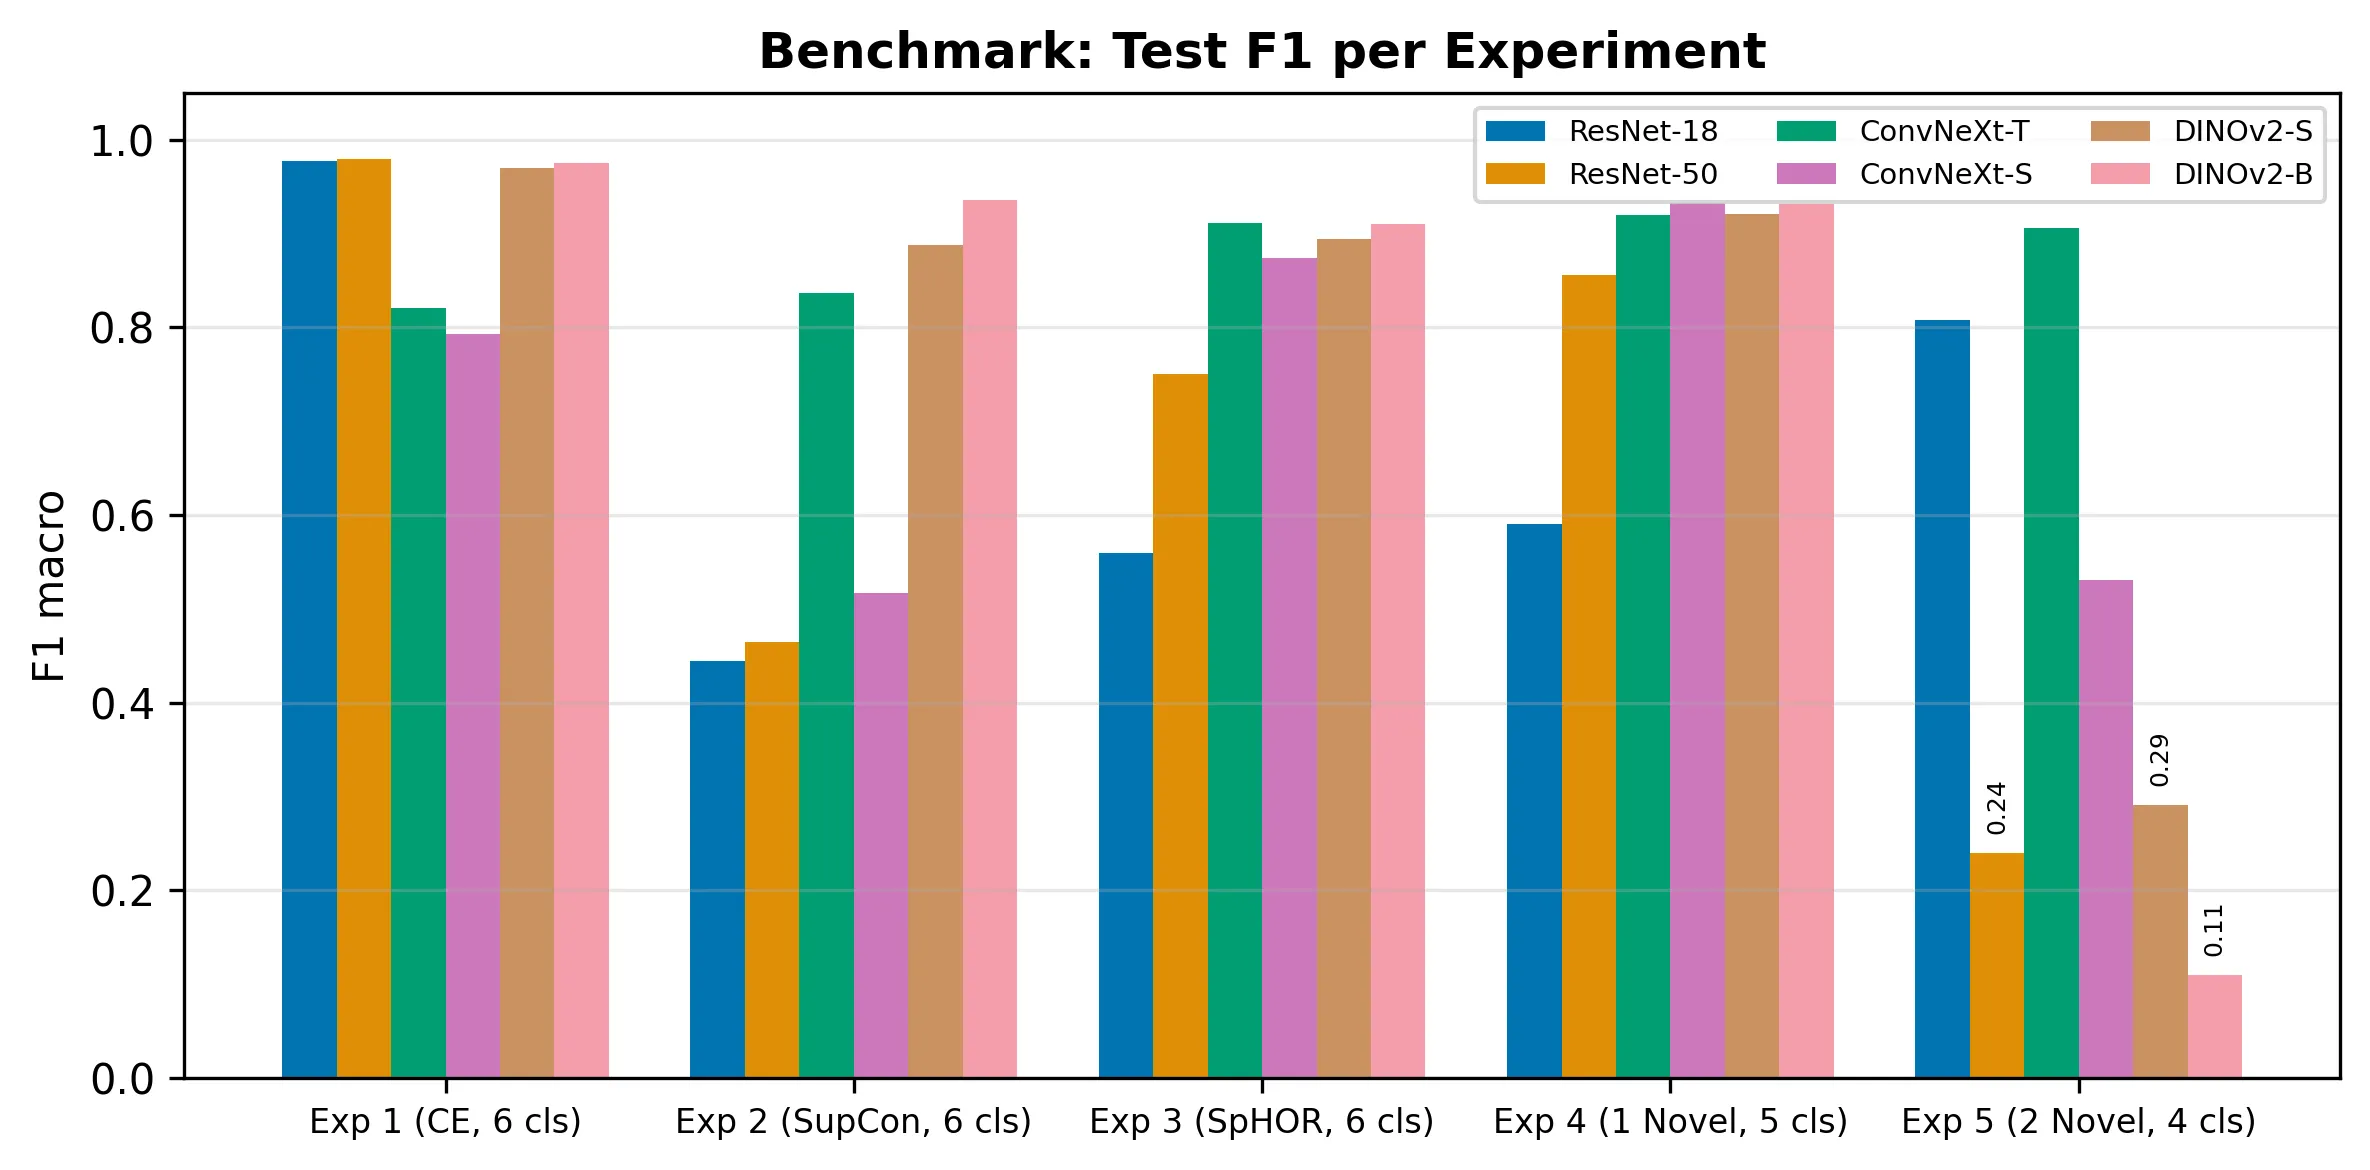 Benchmark: Test F1 per Experiment
ResNet-18 ConvNeXt-T DINOv2-S
ResNet-50 ConvNeXt-S DINOv2-B
F1 macro
1.0
0.8
0.6
0.4
0.2
0.0
0.24
0.29
0.11
Exp 1 (CE, 6 cls) Exp 2 (SupCon, 6 cls) Exp 3 (SpHOR, 6 cls) Exp 4 (1 Novel, 5 cls) Exp 5 (2 Novel, 4 cls)